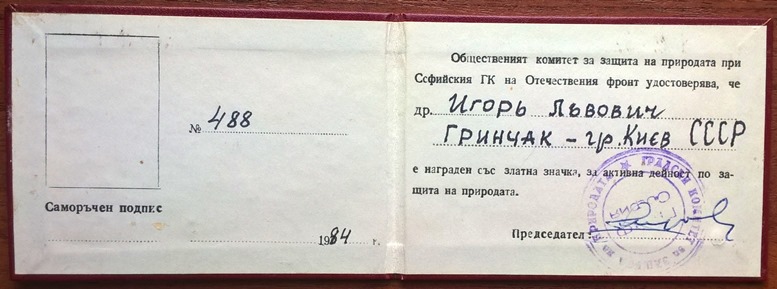 № 488
Саморъчен подпис
1984 г.
Общественият комитет за защита на природата при
Софийския ГК на Отечествения фронт удостоверява, че
др. Игорь Львович
Гринчак – гр. Киев СССР
е награден със златна значка, за активна дейност по за-
щита на природата.
Председател: